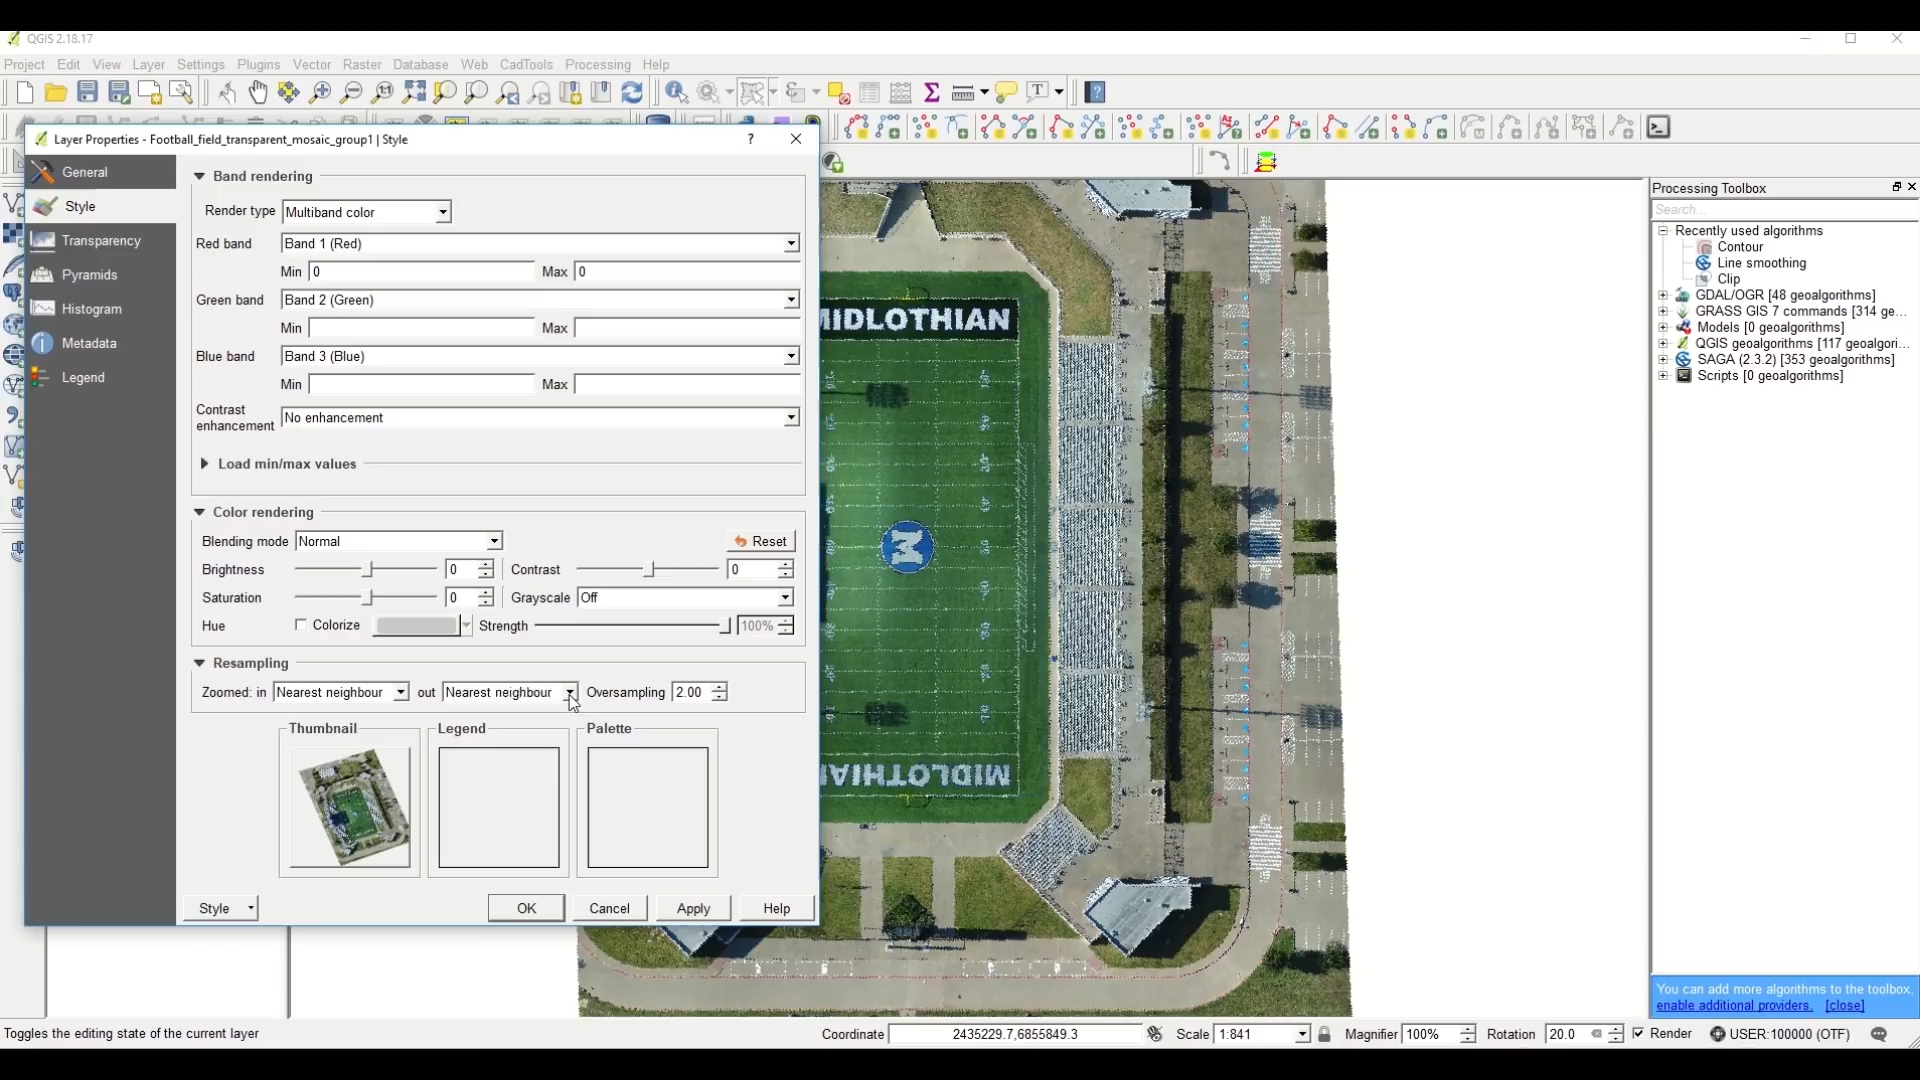 QGIS 2.18.17
Project Edit View Layer Settings Plugins Vector Raster Database Web CadTools Processing Help
Layer Properties - Football_field_transparent_mosaic_group1 | Style
General
Style
Transparency
Pyramids
Histogram
Metadata
Legend
Band rendering
Render type Multiband color
Red band Band 1 (Red)
Min 0 Max 0
Green band Band 2 (Green)
Min Max
Blue band Band 3 (Blue)
Min Max
Contrast
enhancement No enhancement
Load min/max values
Color rendering
Blending mode Normal Reset
Brightness 0 Contrast 0
Saturation 0 Grayscale Off
Hue Colorize Strength 100%
Resampling
Zoomed: in Nearest neighbour out Nearest neighbour Oversampling 2.00
Thumbnail Legend Palette
Style OK Cancel Apply Help
MIDLOTHIAN
M
MIDLOTHIAN
Processing Toolbox
Search...
Recently used algorithms
Contour
Line smoothing
Clip
GDAL/OGR [48 geoalgorithms]
GRASS GIS 7 commands [314 ge...
Models [0 geoalgorithms]
QGIS geoalgorithms [117 geoalgori...
SAGA (2.3.2) [353 geoalgorithms]
Scripts [0 geoalgorithms]
You can add more algorithms to the toolbox,
enable additional providers. [close]
Toggles the editing state of the current layer
Coordinate 2435229.7,6855849.3 Scale 1:841 Magnifier 100% Rotation 20.0 Render USER:100000 (OTF)